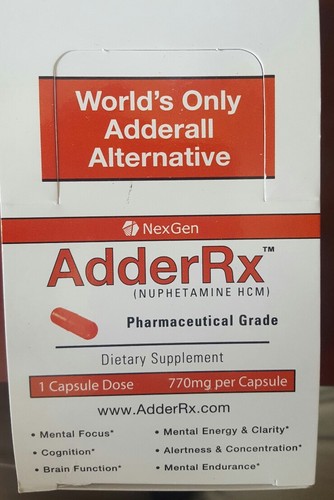 World's Only
Adderall
Alternative
NexGen
AdderRx™
(NUPHETAMINE HCM)
Pharmaceutical Grade
Dietary Supplement
1 Capsule Dose 770mg per Capsule
www.AdderRx.com
• Mental Focus* • Mental Energy & Clarity*
• Cognition* • Alertness & Concentration*
• Brain Function* • Mental Endurance*